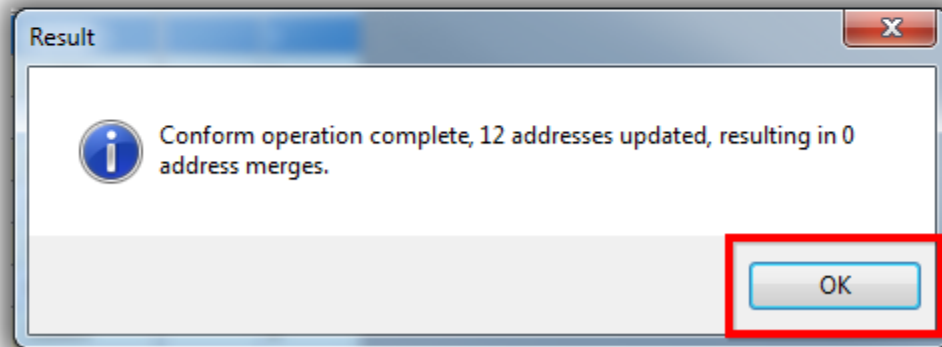 Result
Conform operation complete, 12 addresses updated, resulting in 0
address merges.
OK